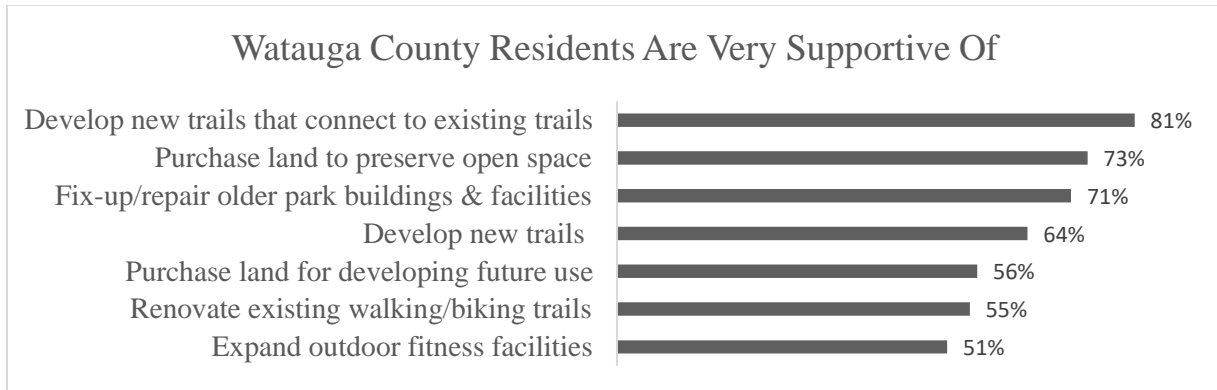 Watauga County Residents Are Very Supportive Of
Develop new trails that connect to existing trails 81%
Purchase land to preserve open space 73%
Fix-up/repair older park buildings & facilities 71%
Develop new trails 64%
Purchase land for developing future use 56%
Renovate existing walking/biking trails 55%
Expand outdoor fitness facilities 51%